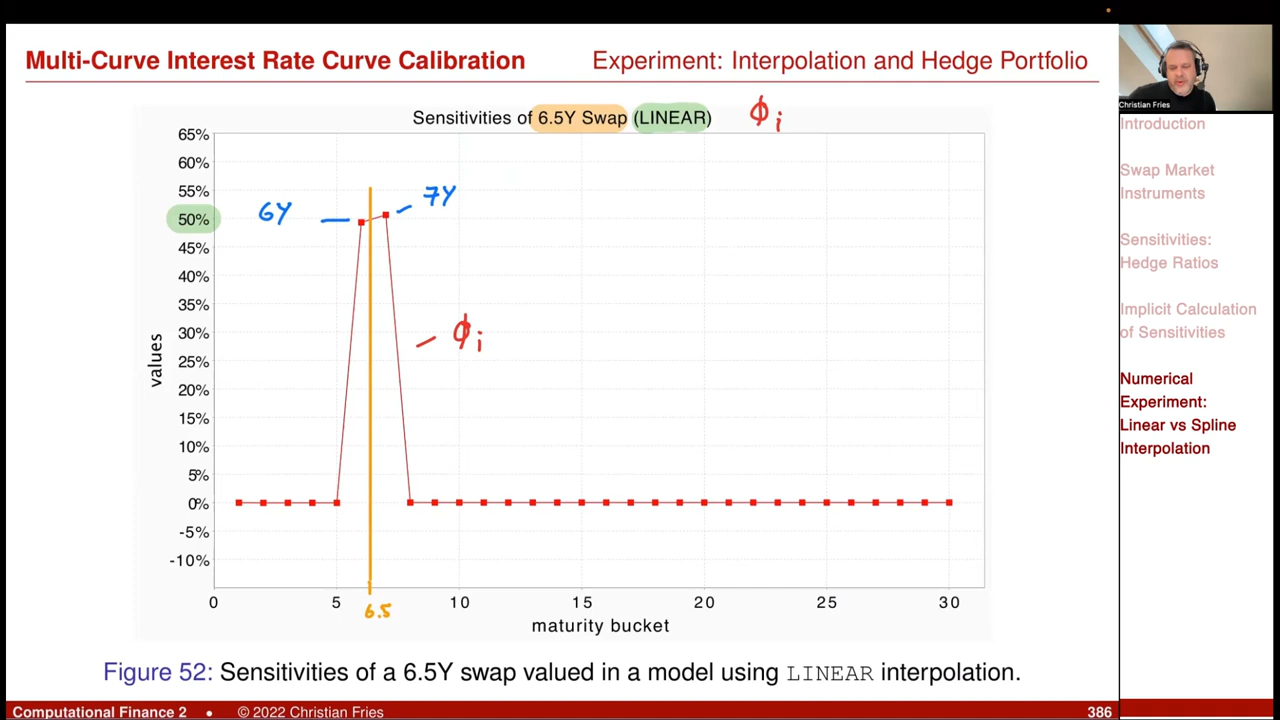 Multi-Curve Interest Rate Curve Calibration
Experiment: Interpolation and Hedge Portfolio
Sensitivities of 6.5Y Swap (LINEAR) ϕi
65%
60%
55%
50%
45%
40%
35%
30%
25%
20%
15%
10%
5%
0%
-5%
-10%
values
6Y
7Y
ϕi
0 5 10 15 20 25 30
6.5
maturity bucket
Figure 52: Sensitivities of a 6.5Y swap valued in a model using LINEAR interpolation.
Computational Finance 2 • © 2022 Christian Fries
386
Christian Fries
Introduction
Swap Market
Instruments
Sensitivities:
Hedge Ratios
Implicit Calculation
of Sensitivities
Numerical
Experiment:
Linear vs Spline
Interpolation